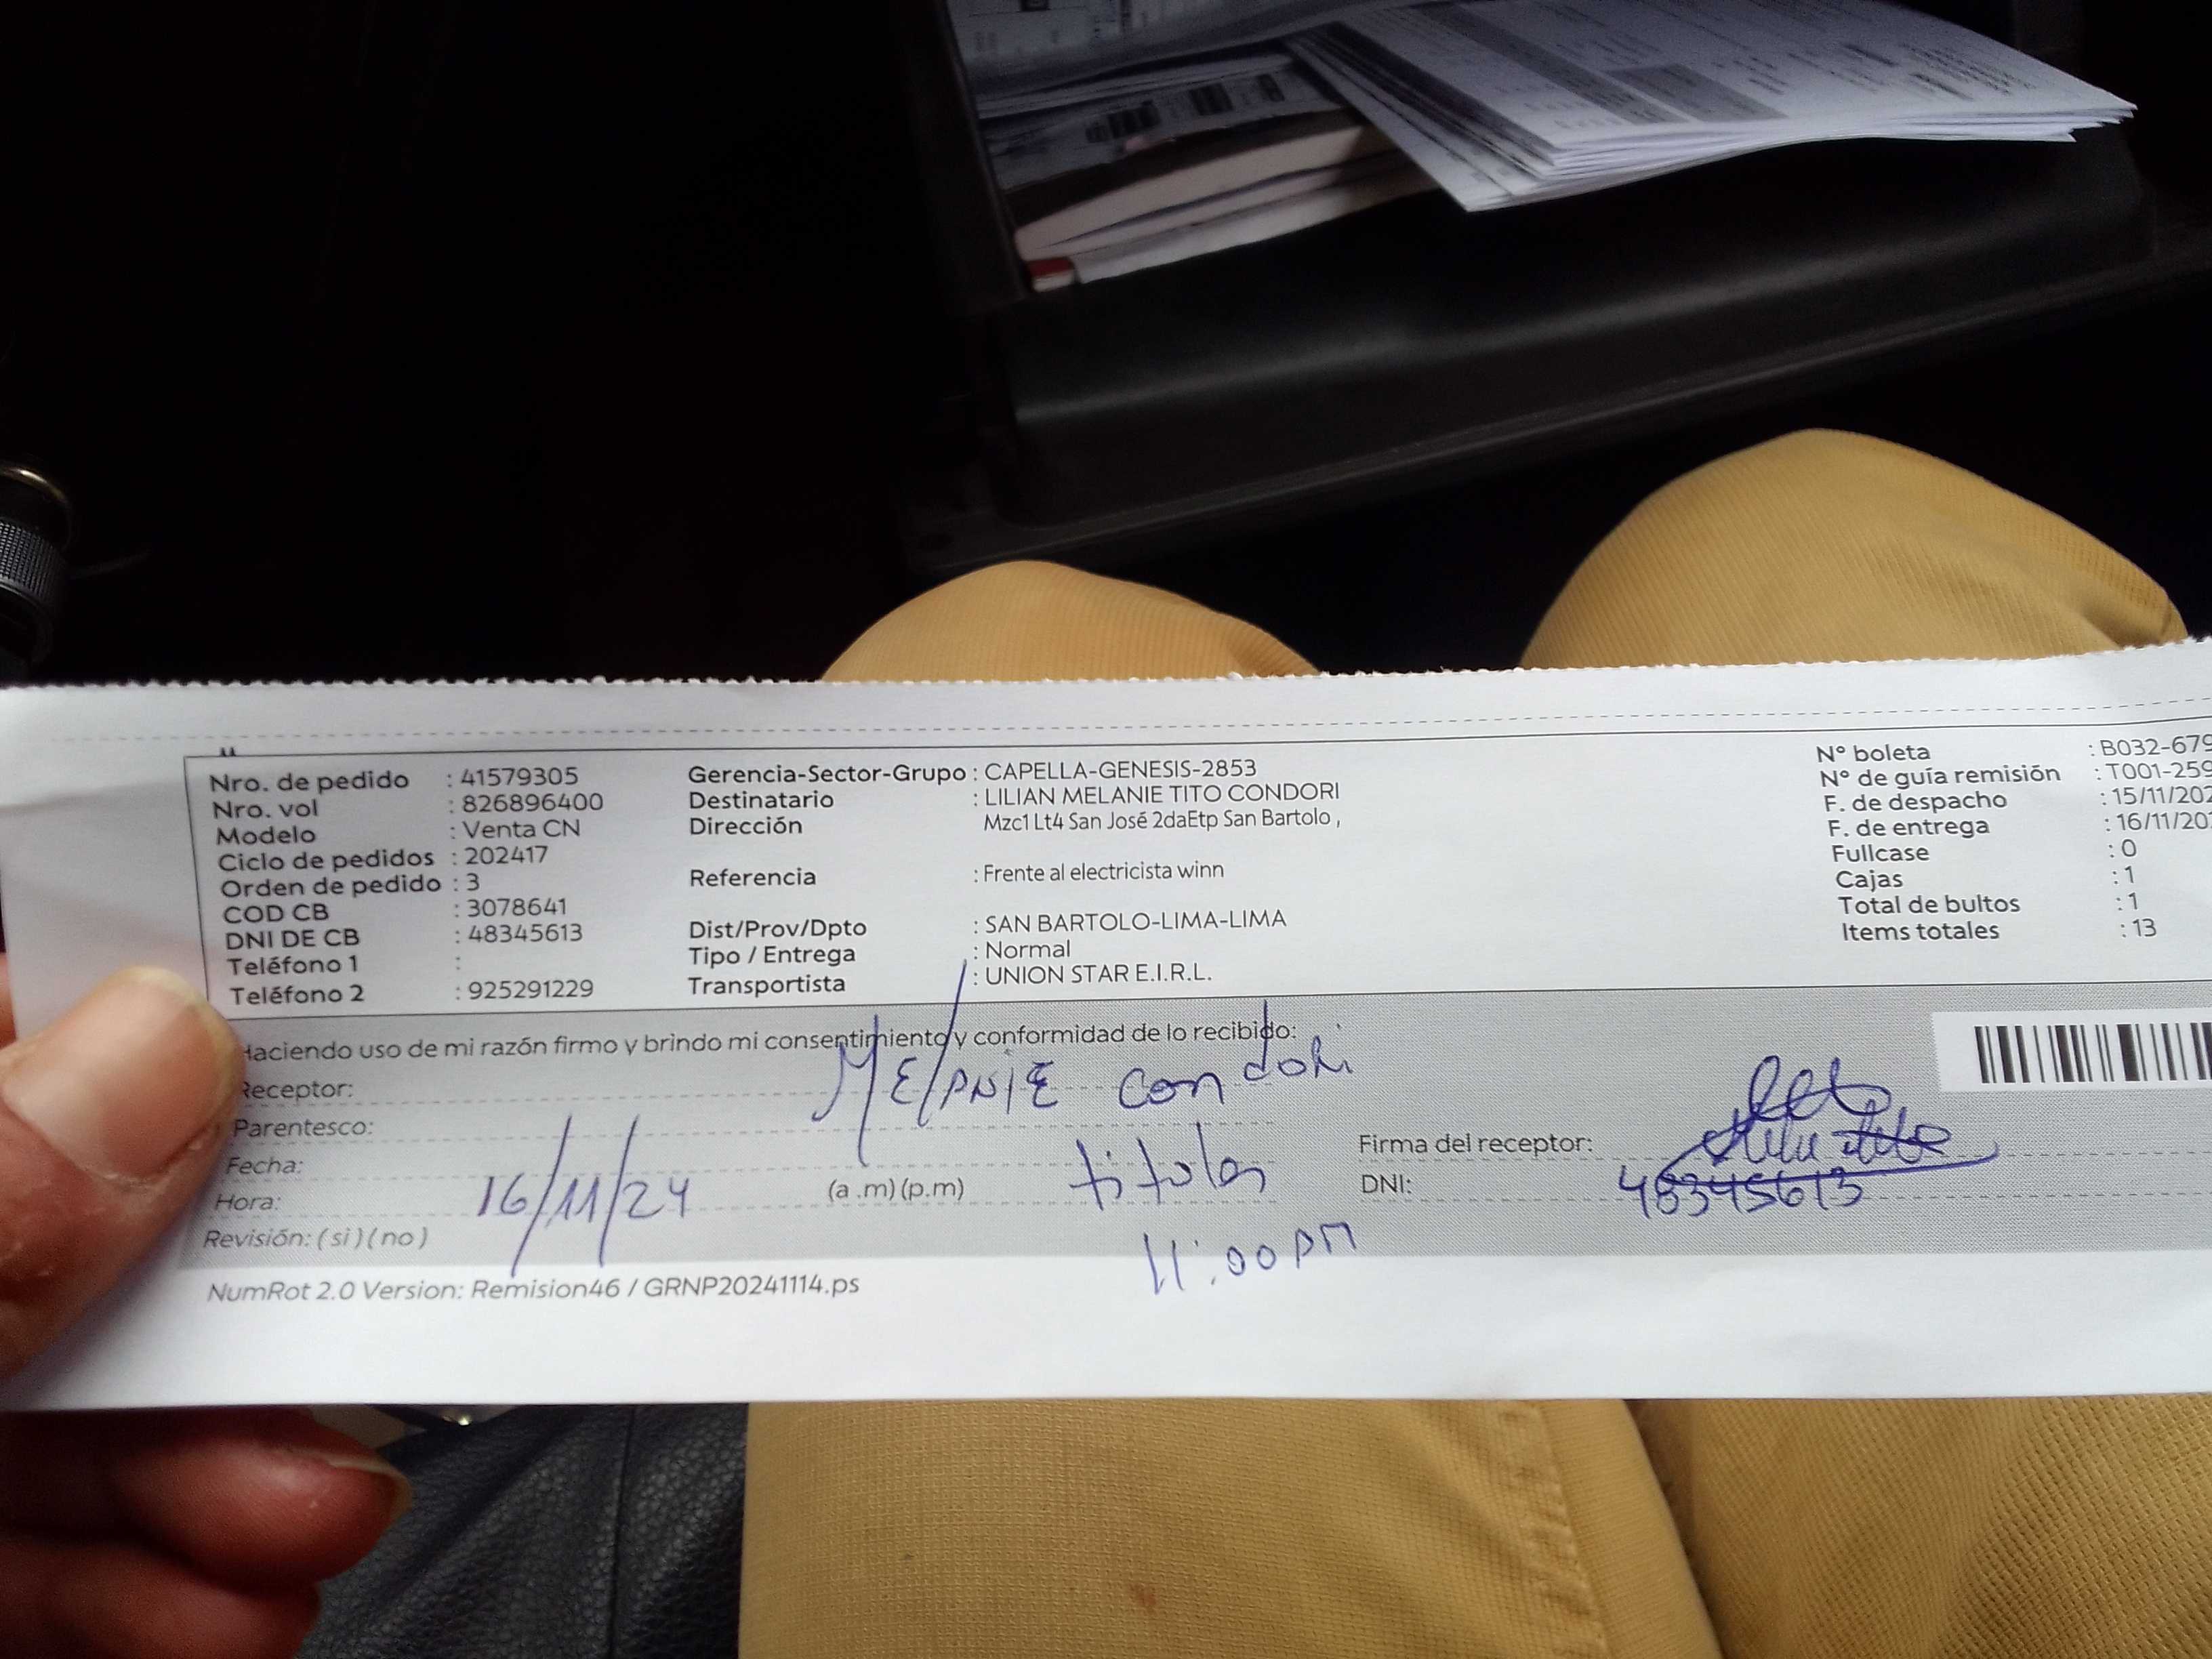 Nro. de pedido : 41579305 Gerencia-Sector-Grupo : CAPELLA-GENESIS-2853 N° boleta : B032-679
Nro. vol : 826896400 Destinatario : LILIAN MELANIE TITO CONDORI N° de guía remisión : T001-259
Modelo : Venta CN Dirección Mzc1 Lt4 San José 2daEtp San Bartolo , F. de despacho : 15/11/202
Ciclo de pedidos : 202417 F. de entrega : 16/11/202
Orden de pedido : 3 Referencia : Frente al electricista winn Fullcase : 0
COD CB : 3078641 Cajas : 1
DNI DE CB : 48345613 Dist/Prov/Dpto : SAN BARTOLO-LIMA-LIMA Total de bultos : 1
Teléfono 1 : Tipo / Entrega : Normal Items totales : 13
Teléfono 2 : 925291229 Transportista : UNION STAR E.I.R.L.
Haciendo uso de mi razón firmo y brindo mi consentimiento y conformidad de lo recibido:
Receptor: MElANIE Condori
Parentesco: titular
Firma del receptor:
Fecha: 16/11/24
Hora: (a .m) (p.m) 11:00 pm
DNI: 48345613
Revisión: ( si ) ( no )
NumRot 2.0 Version: Remision46 / GRNP20241114.ps